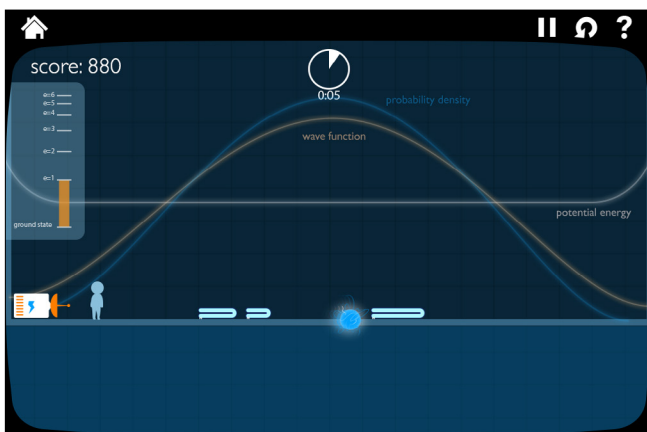 ?
score: 880
0:05
probability density
wave function
e=6
e=5
e=4
e=3
e=2
e=1
ground state
potential energy